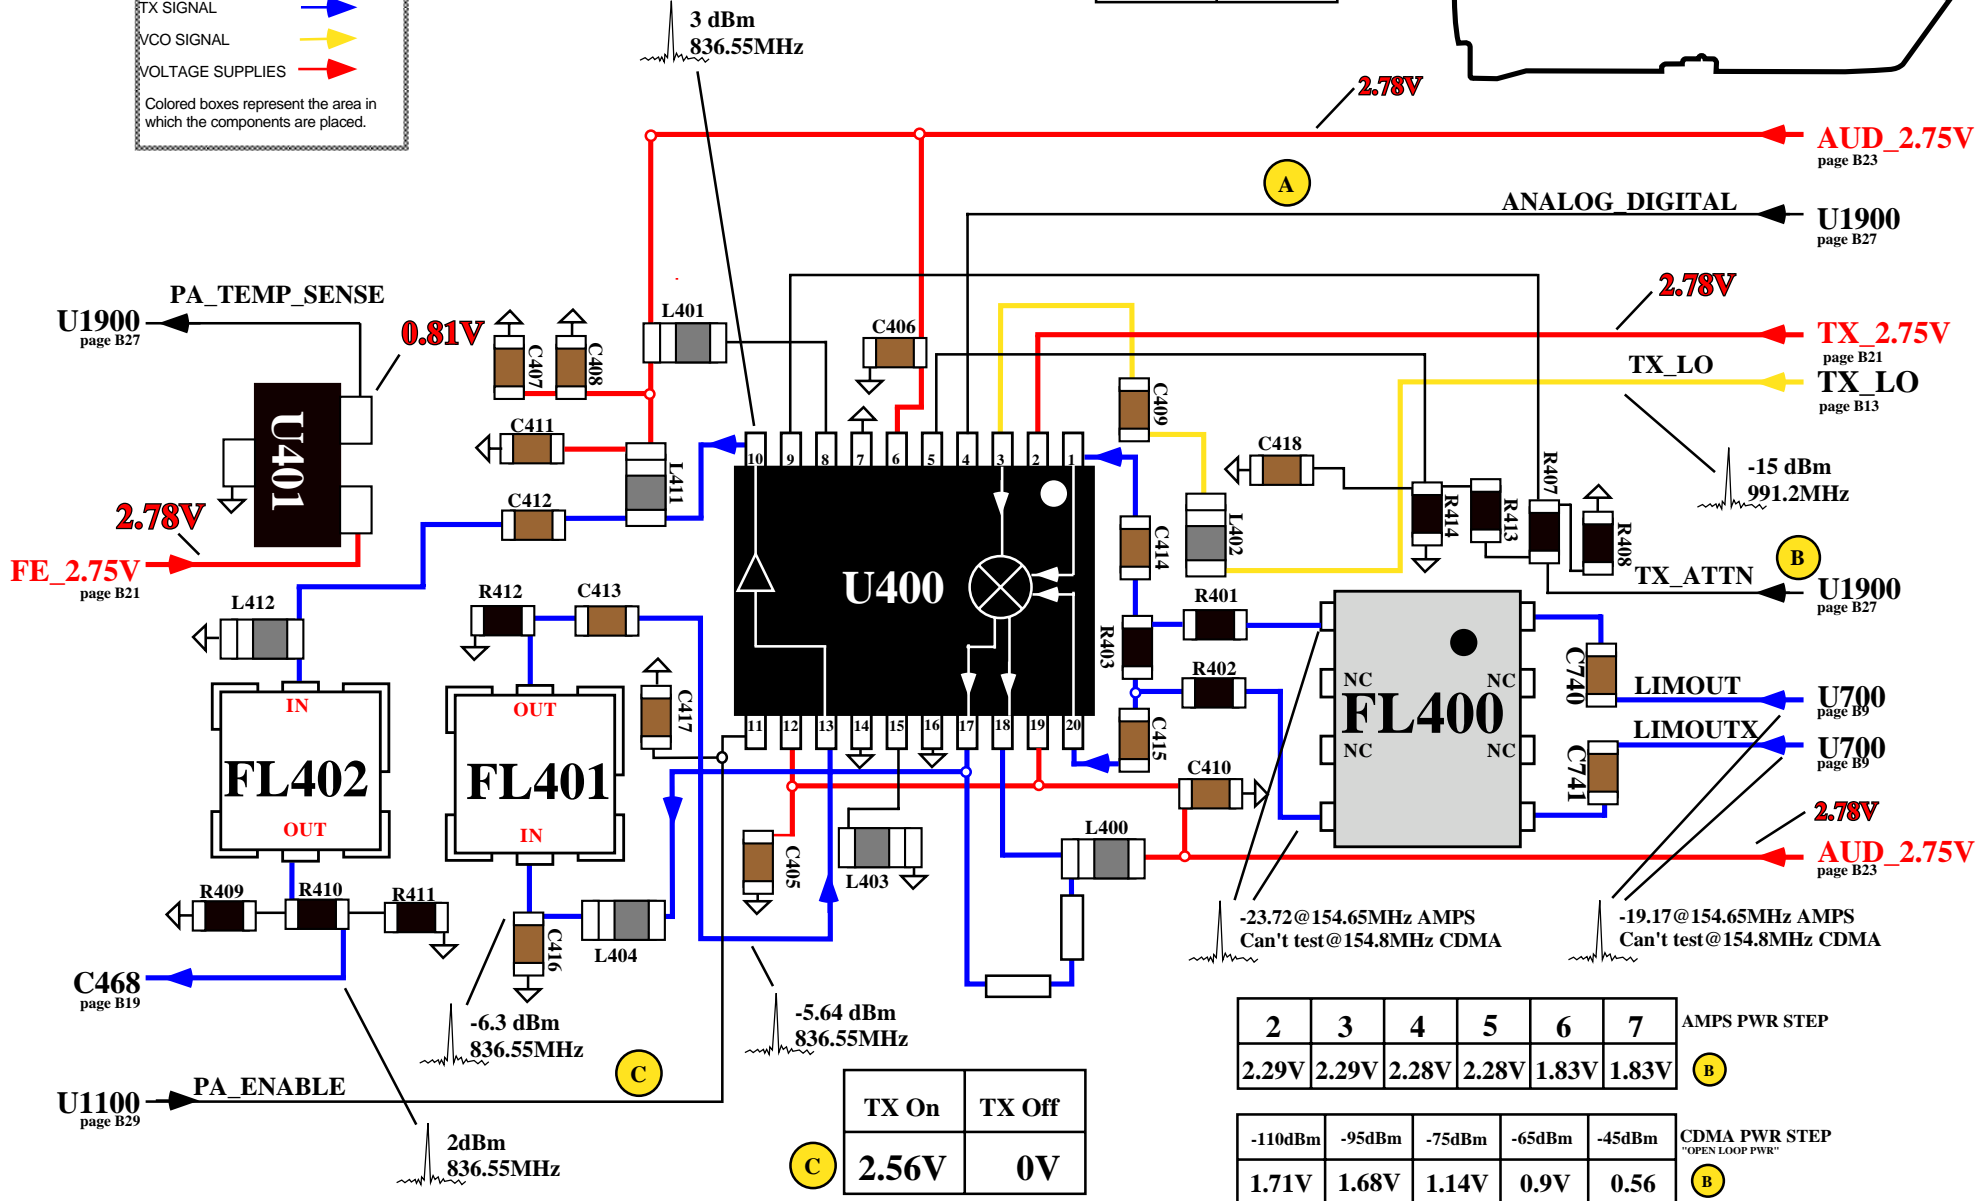 TX SIGNAL
VCO SIGNAL
VOLTAGE SUPPLIES
Colored boxes represent the area in
which the components are placed.
3 dBm
836.55MHz
2.78V
AUD_2.75V
page B23
A
ANALOG_DIGITAL
U1900
page B27
PA_TEMP_SENSE
U1900
page B27
0.81V
L401
C406
C407
C408
C411
L411
C412
2.78V
TX_2.75V
page B21
TX_LO
TX_LO
page B13
C409
C418
L402
R407
R414
R413
R408
-15 dBm
991.2MHz
B
U401
2.78V
FE_2.75V
page B21
10
9
8
7
6
5
4
3
2
1
U400
C414
TX_ATTN
U1900
page B27
L412
R412
C413
R401
R403
R402
C417
C415
11
12
13
14
15
16
17
18
19
20
IN
FL402
OUT
OUT
FL401
IN
NC
NC
FL400
NC
NC
C740
C741
LIMOUT
U700
page B9
LIMOUTX
U700
page B9
C410
L400
C405
L403
2.78V
AUD_2.75V
page B23
R409
R410
R411
C416
L404
C468
page B19
-23.72@154.65MHz AMPS
Can't test@154.8MHz CDMA
-19.17@154.65MHz AMPS
Can't test@154.8MHz CDMA
-6.3 dBm
836.55MHz
-5.64 dBm
836.55MHz
C
U1100
page B29
PA_ENABLE
2dBm
836.55MHz
C
TX On TX Off
2.56V 0V
2 3 4 5 6 7 AMPS PWR STEP
2.29V 2.29V 2.28V 2.28V 1.83V 1.83V B
-110dBm -95dBm -75dBm -65dBm -45dBm CDMA PWR STEP
"OPEN LOOP PWR"
1.71V 1.68V 1.14V 0.9V 0.56 B